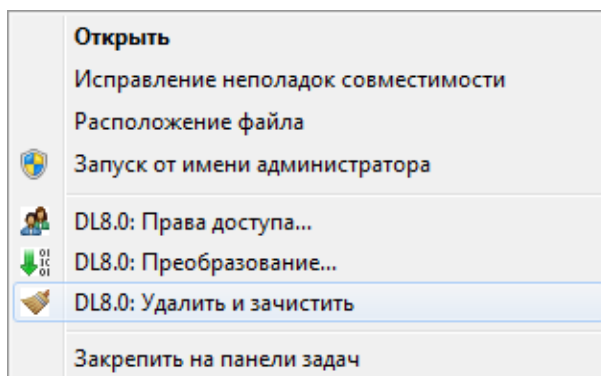 Открыть
Исправление неполадок совместимости
Расположение файла
Запуск от имени администратора
DL8.0: Права доступа...
DL8.0: Преобразование...
DL8.0: Удалить и зачистить
Закрепить на панели задач